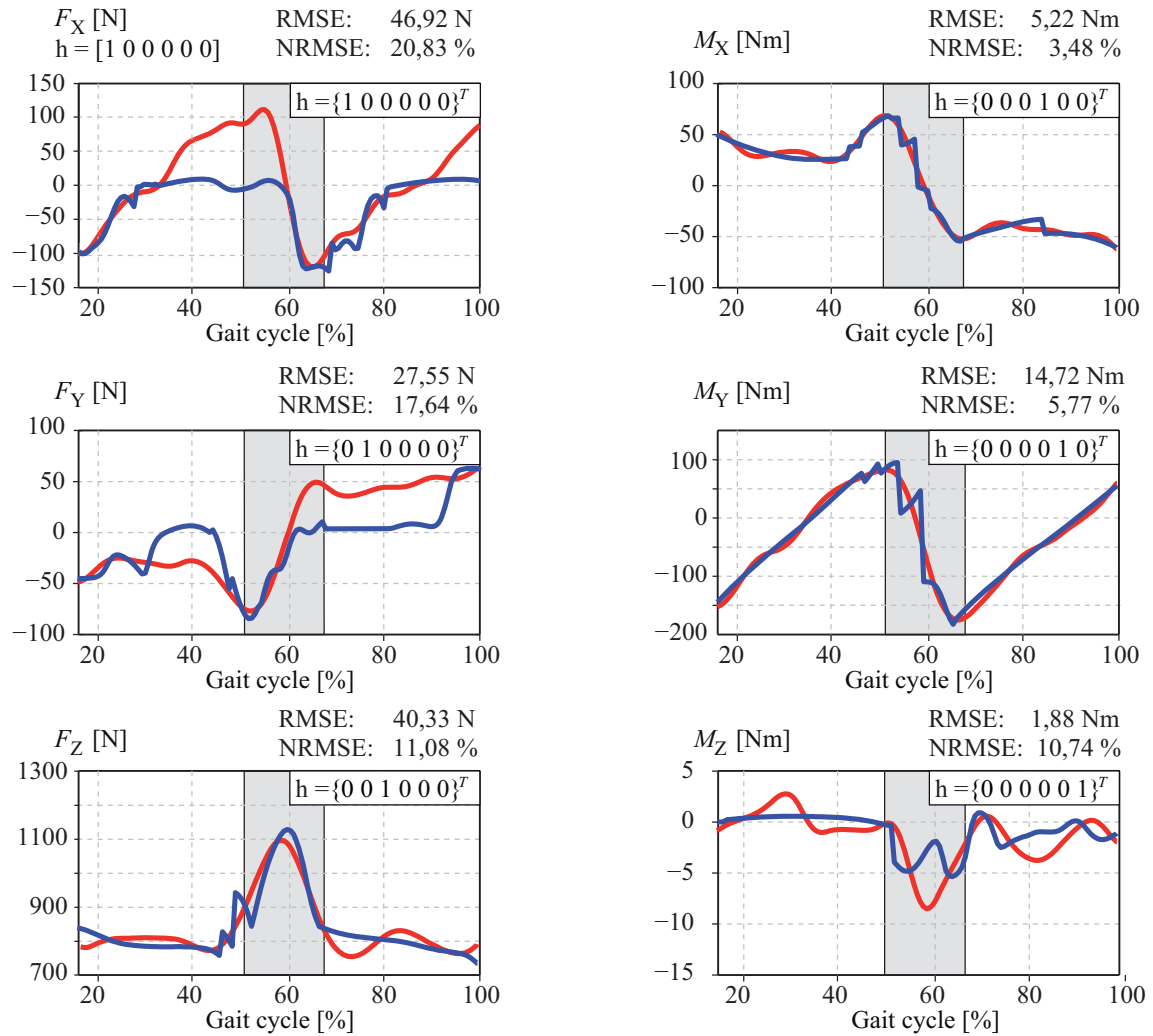 F_X [N]
h = [1 0 0 0 0 0]
RMSE: 46,92 N
NRMSE: 20,83 %
h ={1 0 0 0 0 0}^T
150
100
50
0
−50
−100
−150
20 40 60 80 100
Gait cycle [%]
M_X [Nm]
RMSE: 5,22 Nm
NRMSE: 3,48 %
h ={0 0 0 1 0 0}^T
100
50
0
−50
−100
20 40 60 80 100
Gait cycle [%]
F_Y [N]
RMSE: 27,55 N
NRMSE: 17,64 %
h ={0 1 0 0 0 0}^T
100
50
0
−50
−100
20 40 60 80 100
Gait cycle [%]
M_Y [Nm]
RMSE: 14,72 Nm
NRMSE: 5,77 %
h ={0 0 0 0 1 0}^T
100
0
−100
−200
20 40 60 80 100
Gait cycle [%]
F_Z [N]
RMSE: 40,33 N
NRMSE: 11,08 %
h ={0 0 1 0 0 0}^T
1300
1100
900
700
20 40 60 80 100
Gait cycle [%]
M_Z [Nm]
RMSE: 1,88 Nm
NRMSE: 10,74 %
h ={0 0 0 0 0 1}^T
5
0
−5
−10
−15
20 40 60 80 100
Gait cycle [%]